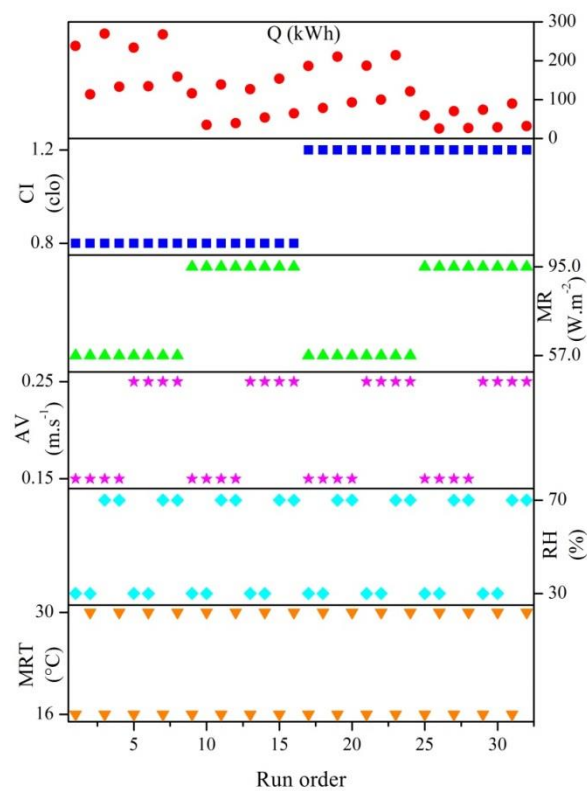 Q (kWh)
300
200
100
0
1.2
CI
(clo)
0.8
95.0
MR
(W.m-2)
57.0
0.25
AV
(m.s-1)
0.15
70
RH
(%)
30
30
MRT
(°C)
16
5 10 15 20 25 30
Run order